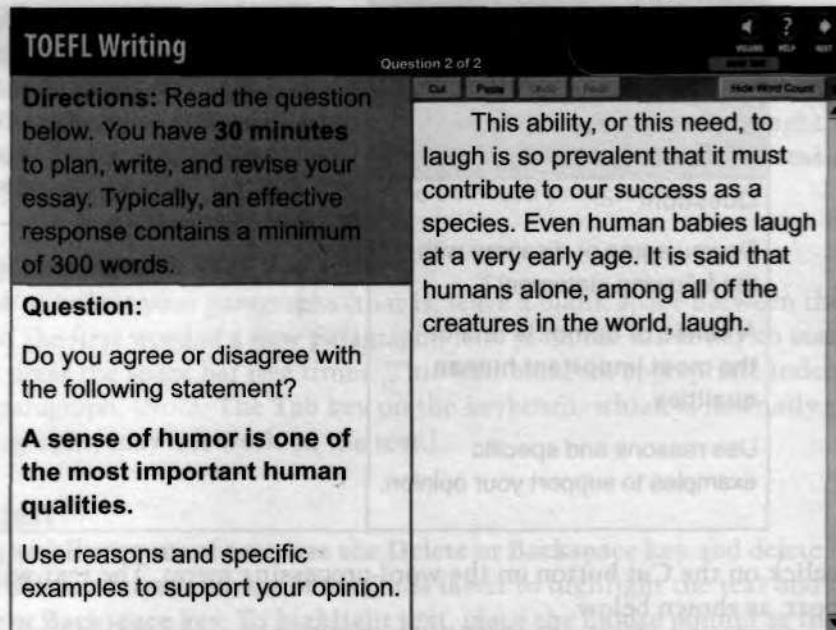 TOEFL Writing
Question 2 of 2
VOLUME HELP NEXT
Cut Paste Undo Hide Word Count
Directions: Read the question
below. You have 30 minutes
to plan, write, and revise your
essay. Typically, an effective
response contains a minimum
of 300 words.
Question:
Do you agree or disagree with
the following statement?
A sense of humor is one of
the most important human
qualities.
Use reasons and specific
examples to support your opinion.
This ability, or this need, to
laugh is so prevalent that it must
contribute to our success as a
species. Even human babies laugh
at a very early age. It is said that
humans alone, among all of the
creatures in the world, laugh.